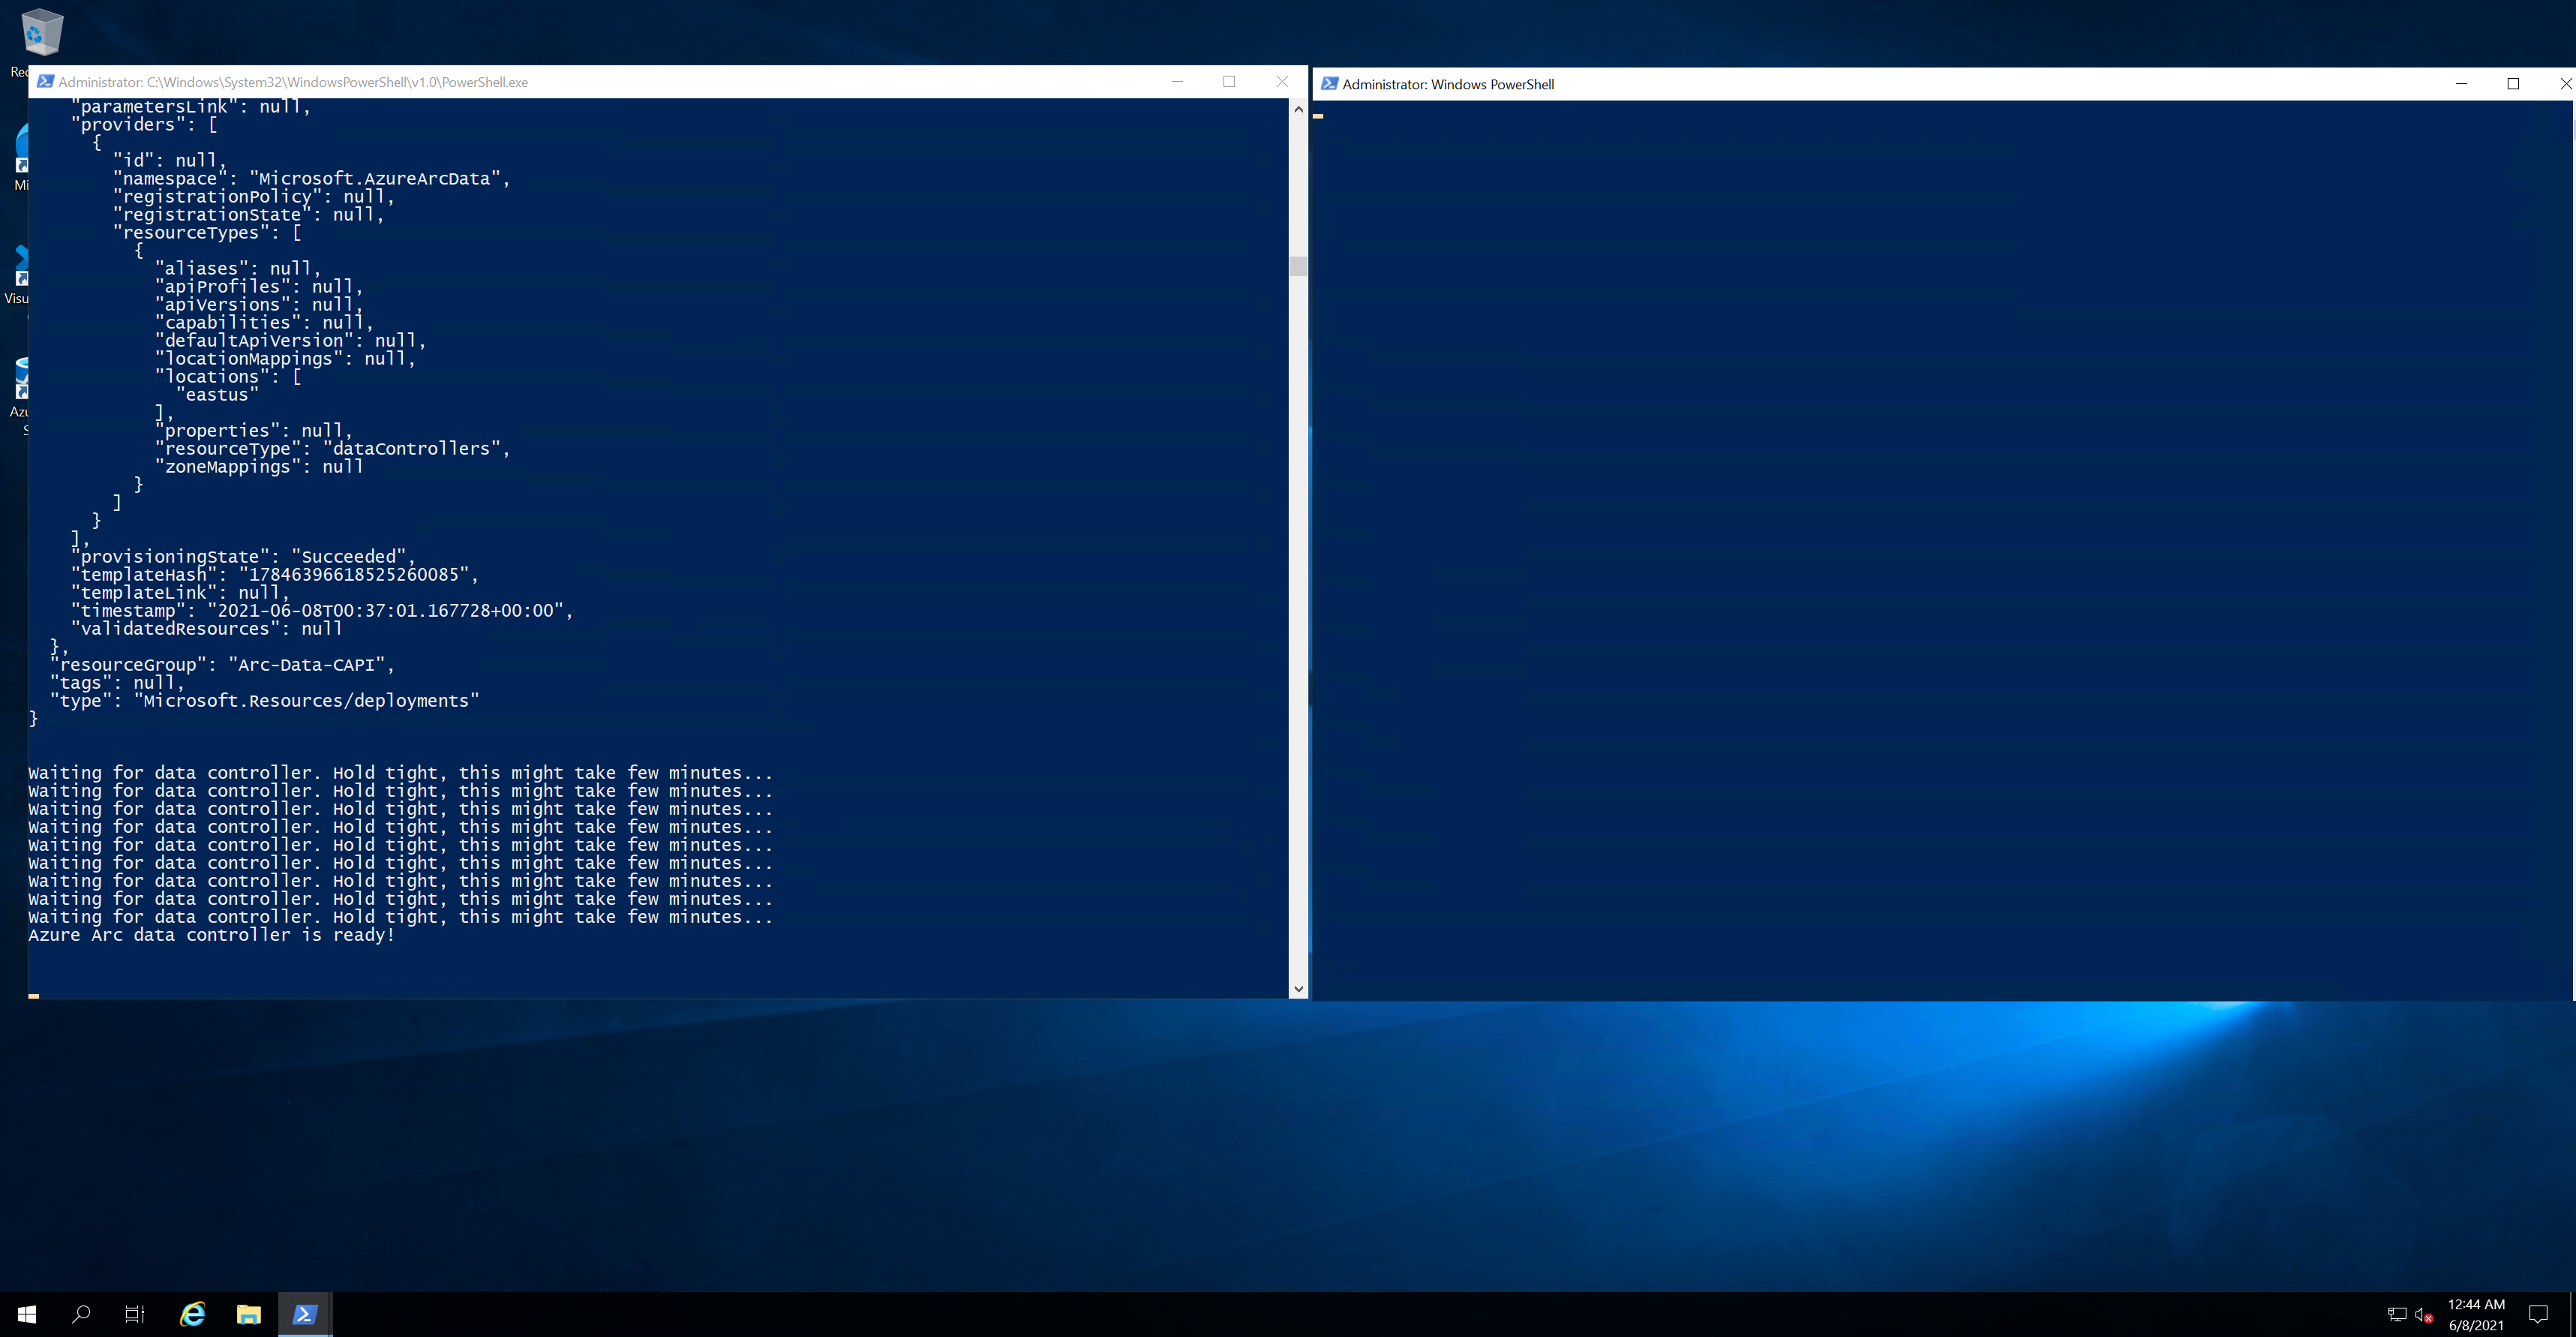 Rec
Mi
Visu
Azu
S
Administrator: C:\Windows\System32\WindowsPowerShell\v1.0\PowerShell.exe
"parametersLink": null,
"providers": [
{
"id": null,
"namespace": "Microsoft.AzureArcData",
"registrationPolicy": null,
"registrationState": null,
"resourceTypes": [
{
"aliases": null,
"apiProfiles": null,
"apiVersions": null,
"capabilities": null,
"defaultApiVersion": null,
"locationMappings": null,
"locations": [
"eastus"
],
"properties": null,
"resourceType": "dataControllers",
"zoneMappings": null
}
]
}
],
"provisioningState": "Succeeded",
"templateHash": "17846396618525260085",
"templateLink": null,
"timestamp": "2021-06-08T00:37:01.167728+00:00",
"validatedResources": null
},
"resourceGroup": "Arc-Data-CAPI",
"tags": null,
"type": "Microsoft.Resources/deployments"
}
Waiting for data controller. Hold tight, this might take few minutes...
Waiting for data controller. Hold tight, this might take few minutes...
Waiting for data controller. Hold tight, this might take few minutes...
Waiting for data controller. Hold tight, this might take few minutes...
Waiting for data controller. Hold tight, this might take few minutes...
Waiting for data controller. Hold tight, this might take few minutes...
Waiting for data controller. Hold tight, this might take few minutes...
Waiting for data controller. Hold tight, this might take few minutes...
Waiting for data controller. Hold tight, this might take few minutes...
Azure Arc data controller is ready!
Administrator: Windows PowerShell
12:44 AM
6/8/2021